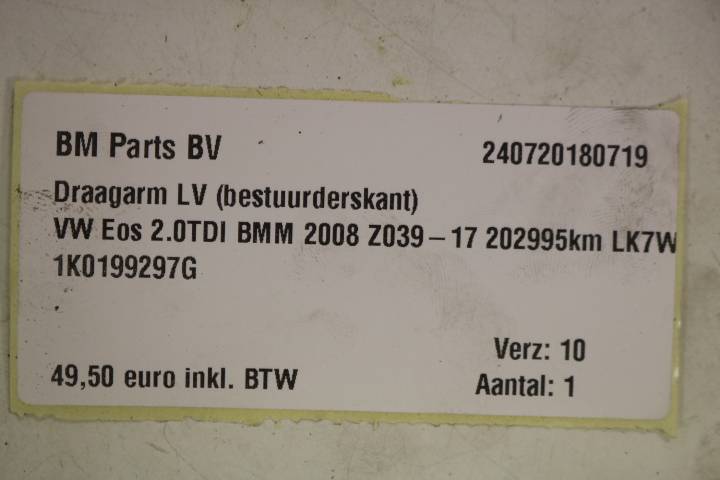 BM Parts BV 240720180719
Draagarm LV (bestuurderskant)
VW Eos 2.0TDI BMM 2008 Z039-17 202995km LK7W
1K0199297G
Verz: 10
49,50 euro inkl. BTW Aantal: 1